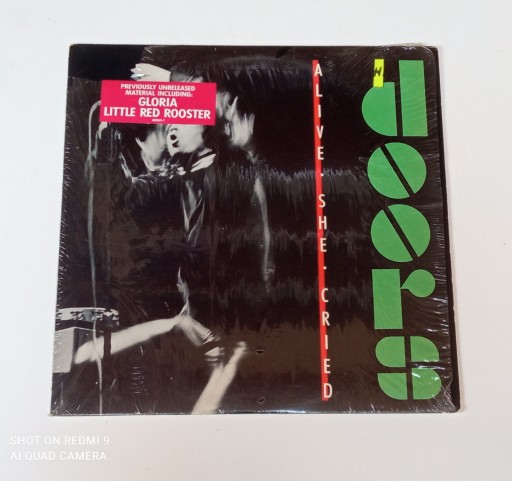 PREVIOUSLY UNRELEASED
MATERIAL INCLUDING:
GLORIA
LITTLE RED ROOSTER
ALIVE · SHE · CRIED
doors
SHOT ON REDMI 9
AI QUAD CAMERA